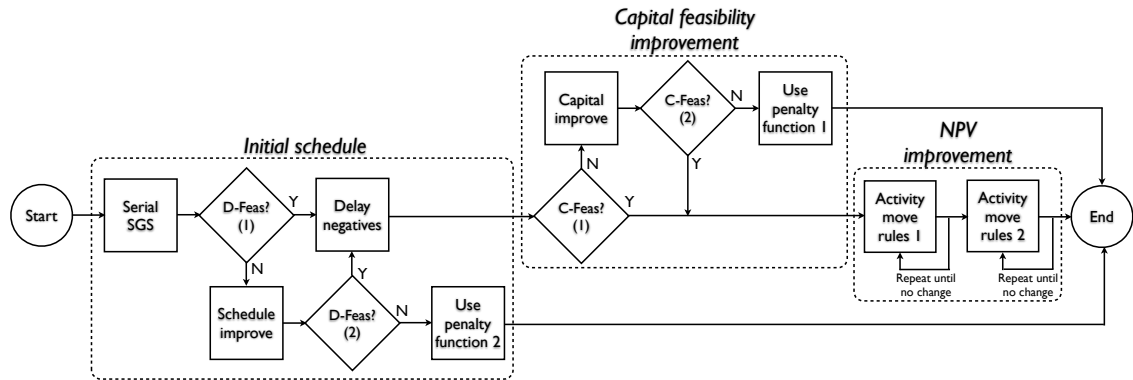 Capital feasibility
improvement
Capital
improve
C-Feas?
(2)
N
Use
penalty
function 1
Y
N
NPV
improvement
Initial schedule
Start
Serial
SGS
D-Feas?
(1)
Y
Delay
negatives
C-Feas?
(1)
Y
Activity
move
rules 1
Activity
move
rules 2
End
Repeat until
no change
Repeat until
no change
N
Y
Schedule
improve
D-Feas?
(2)
N
Use
penalty
function 2